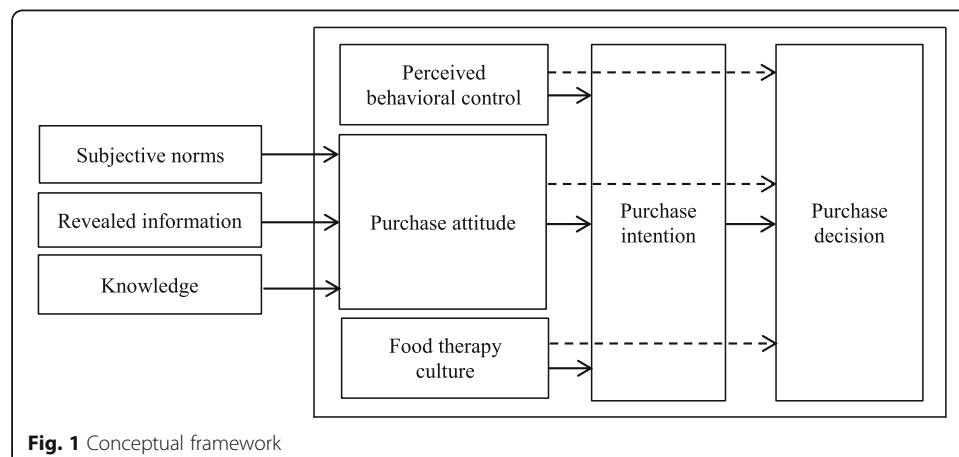 Perceived
behavioral control
Subjective norms
Revealed information
Knowledge
Purchase attitude
Food therapy
culture
Purchase
intention
Purchase
decision
Fig. 1 Conceptual framework